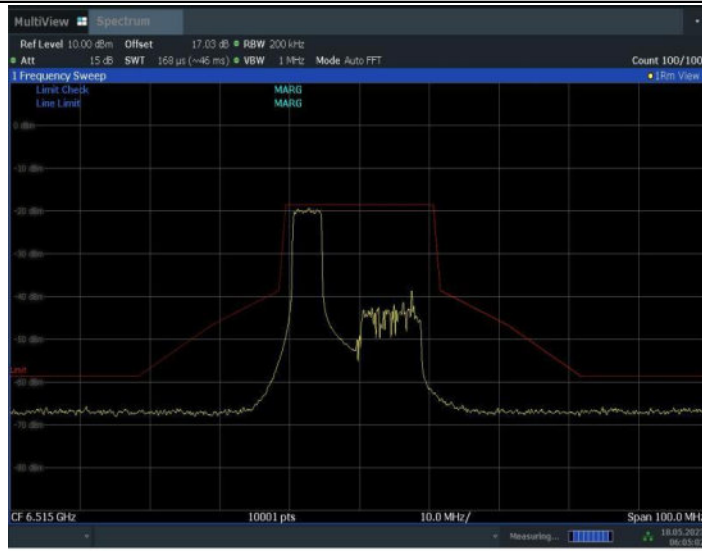 MultiView Spectrum
Ref Level 10.00 dBm Offset 17.03 dB RBW 200 kHz
Att 15 dB SWT 168 µs (~46 ms) VBW 1 MHz Mode Auto FFT Count 100/100
1 Frequency Sweep 1Rm View
Limit Check MARG
Line Limit MARG
0 dBm
-10 dBm
-20 dBm
-30 dBm
-40 dBm
-50 dBm
-60 dBm
-70 dBm
-80 dBm
CF 6.515 GHz 10001 pts 10.0 MHz/ Span 100.0 MHz
Measuring...